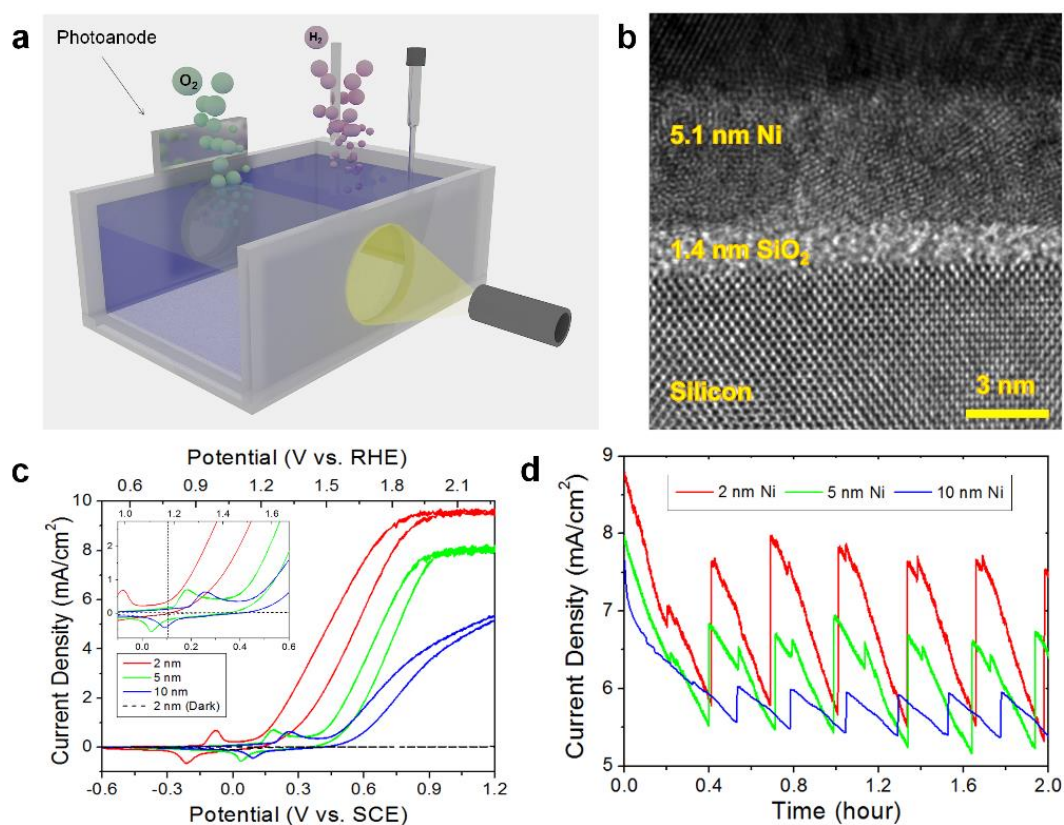 a
Photoanode
O2
H2
b
5.1 nm Ni
1.4 nm SiO2
Silicon
3 nm
c
Potential (V vs. RHE)
0.6 0.9 1.2 1.5 1.8 2.1
Current Density (mA/cm2)
10
8
6
4
2
0
1.0 1.2 1.4 1.6
2
1
0
0.0 0.2 0.4 0.6
2 nm
5 nm
10 nm
2 nm (Dark)
-0.6 -0.3 0.0 0.3 0.6 0.9 1.2
Potential (V vs. SCE)
d
Current Density (mA/cm2)
9
8
7
6
5
2 nm Ni 5 nm Ni 10 nm Ni
0.0 0.4 0.8 1.2 1.6 2.0
Time (hour)